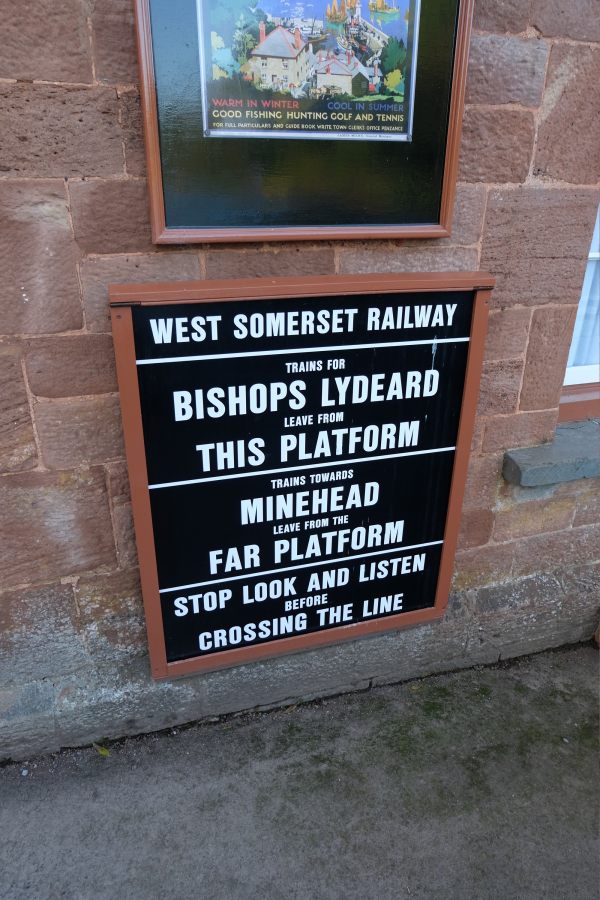 WARM IN WINTER COOL IN SUMMER
GOOD FISHING HUNTING GOLF AND TENNIS
FOR FULL PARTICULARS AND GUIDE BOOK WRITE TOWN CLERKS OFFICE PENZANCE
WEST SOMERSET RAILWAY
TRAINS FOR
BISHOPS LYDEARD
LEAVE FROM
THIS PLATFORM
TRAINS TOWARDS
MINEHEAD
LEAVE FROM THE
FAR PLATFORM
STOP LOOK AND LISTEN
BEFORE
CROSSING THE LINE